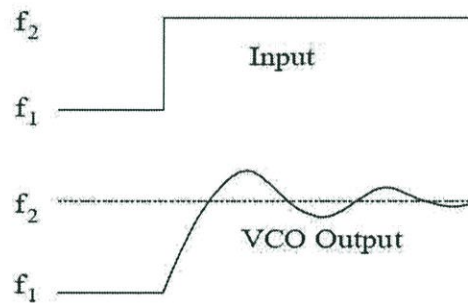 f₂
Input
f₁
f₂
VCO Output
f₁